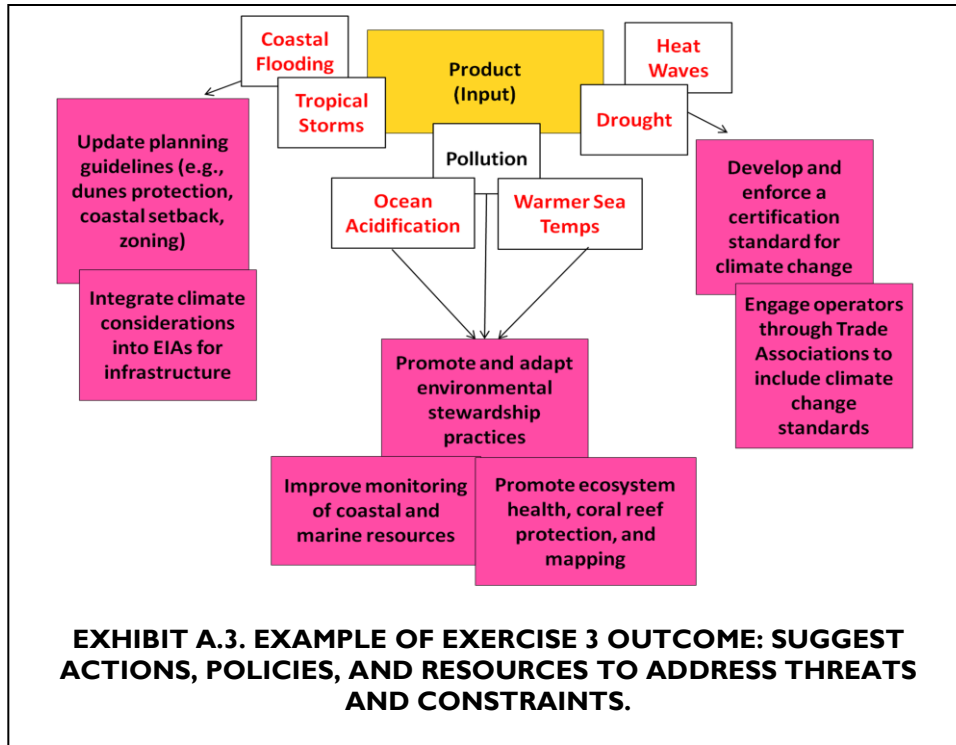 Coastal
Flooding
Tropical
Storms
Product
(Input)
Heat
Waves
Drought
Pollution
Ocean
Acidification
Warmer Sea
Temps
Update planning
guidelines (e.g.,
dunes protection,
coastal setback,
zoning)
Integrate climate
considerations
into EIAs for
infrastructure
Promote and adapt
environmental
stewardship
practices
Improve monitoring
of coastal and
marine resources
Promote ecosystem
health, coral reef
protection, and
mapping
Develop and
enforce a
certification
standard for
climate change
Engage operators
through Trade
Associations to
include climate
change
standards
EXHIBIT A.3. EXAMPLE OF EXERCISE 3 OUTCOME: SUGGEST
ACTIONS, POLICIES, AND RESOURCES TO ADDRESS THREATS
AND CONSTRAINTS.